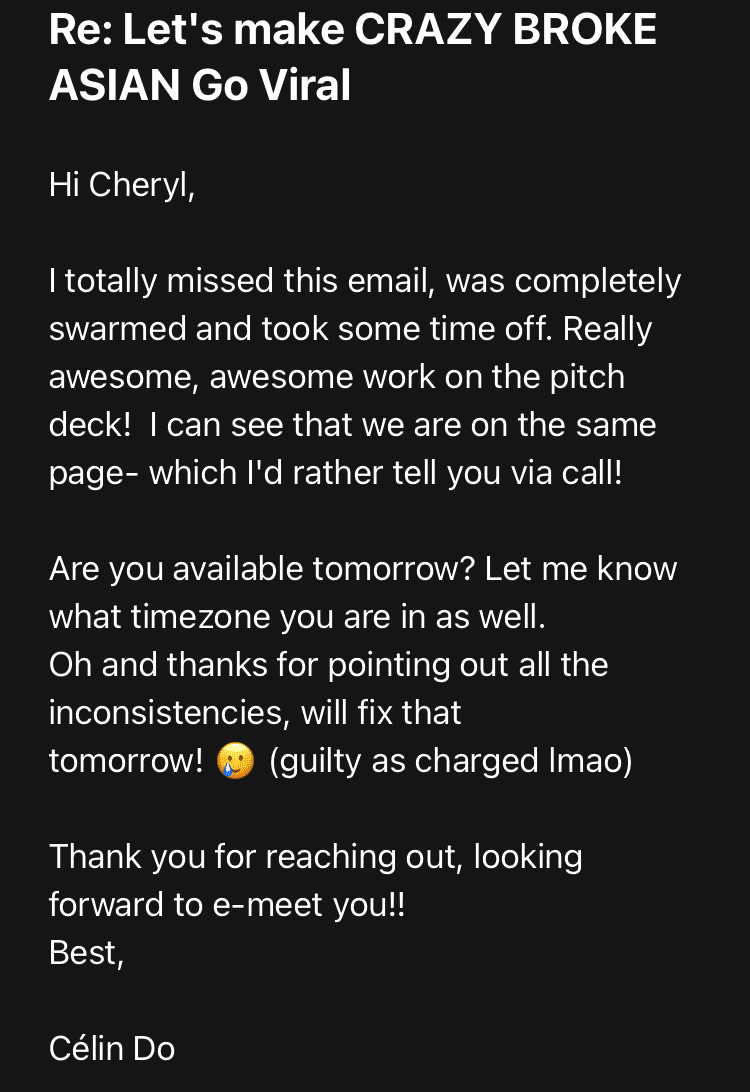 Re: Let's make CRAZY BROKE
ASIAN Go Viral
Hi Cheryl,
I totally missed this email, was completely
swarmed and took some time off. Really
awesome, awesome work on the pitch
deck!  I can see that we are on the same
page- which I'd rather tell you via call!
Are you available tomorrow? Let me know
what timezone you are in as well.
Oh and thanks for pointing out all the
inconsistencies, will fix that
tomorrow! 🥲 (guilty as charged lmao)
Thank you for reaching out, looking
forward to e-meet you!!
Best,
Célin Do